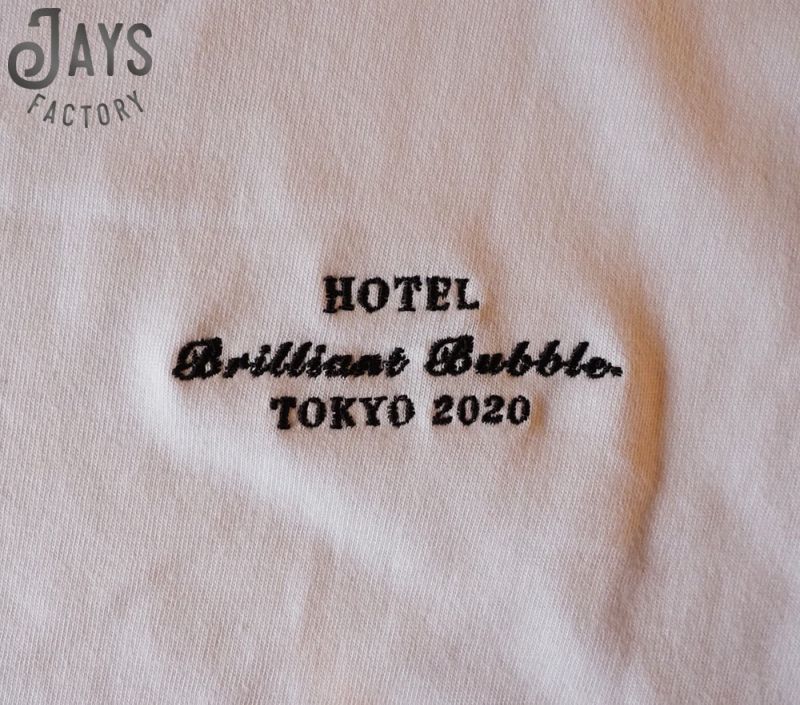 JAYS
FACTORY
HOTEL
Brilliant Bubble.
TOKYO 2020